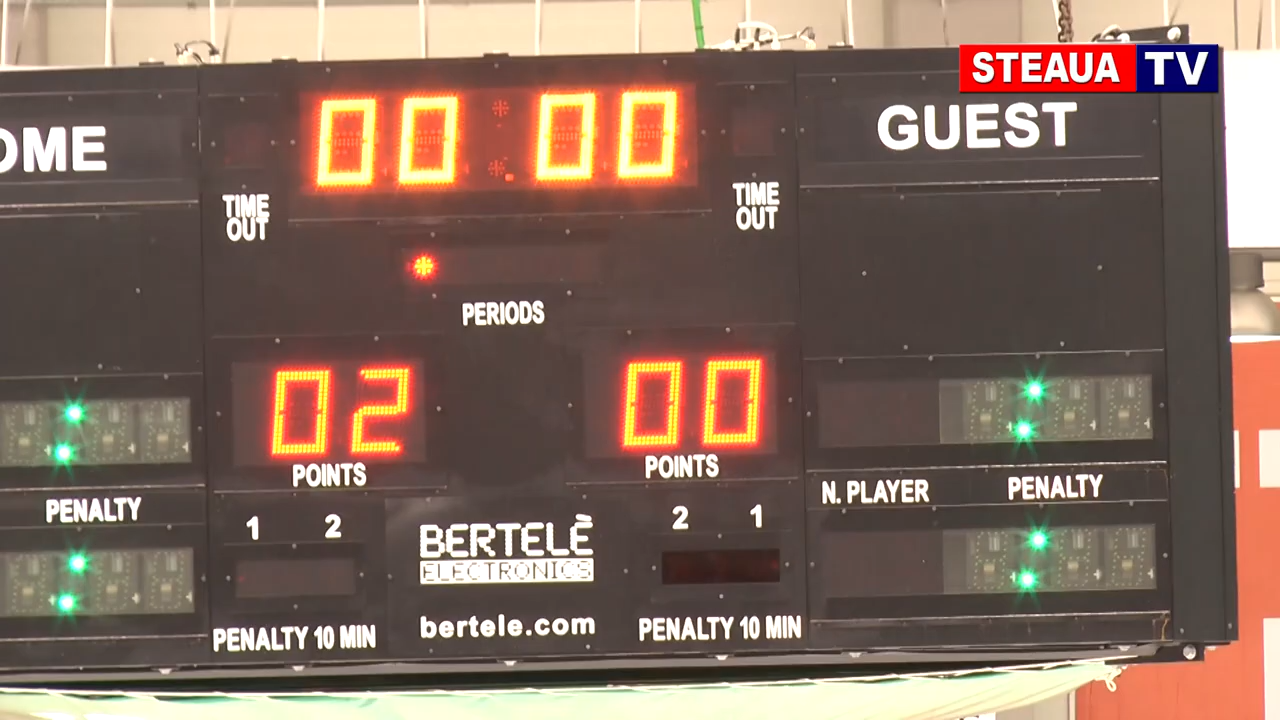 STEAUA TV
OME
00 00
GUEST
TIME
OUT
TIME
OUT
PERIODS
02
00
POINTS
POINTS
PENALTY
N. PLAYER
PENALTY
1 2
2 1
BERTELÈ
ELECTRONICS
bertele.com
PENALTY 10 MIN
PENALTY 10 MIN